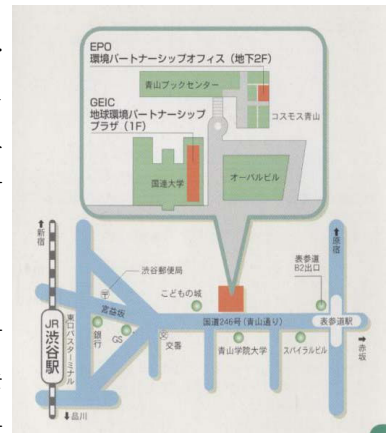 EPO
環境パートナーシップオフィス（地下2F）
青山ブックセンター
GEIC
地球環境パートナーシップ
プラザ（1F）
コスモス青山
国連大学
オーバルビル
新宿
原宿
渋谷郵便局
表参道
B2出口
こどもの城
宮益坂
JR
渋谷駅
東口バスターミナル
国道246号（青山通り）
表参道駅
銀行
GS
交番
青山学院大学
スパイラルビル
赤坂
品川